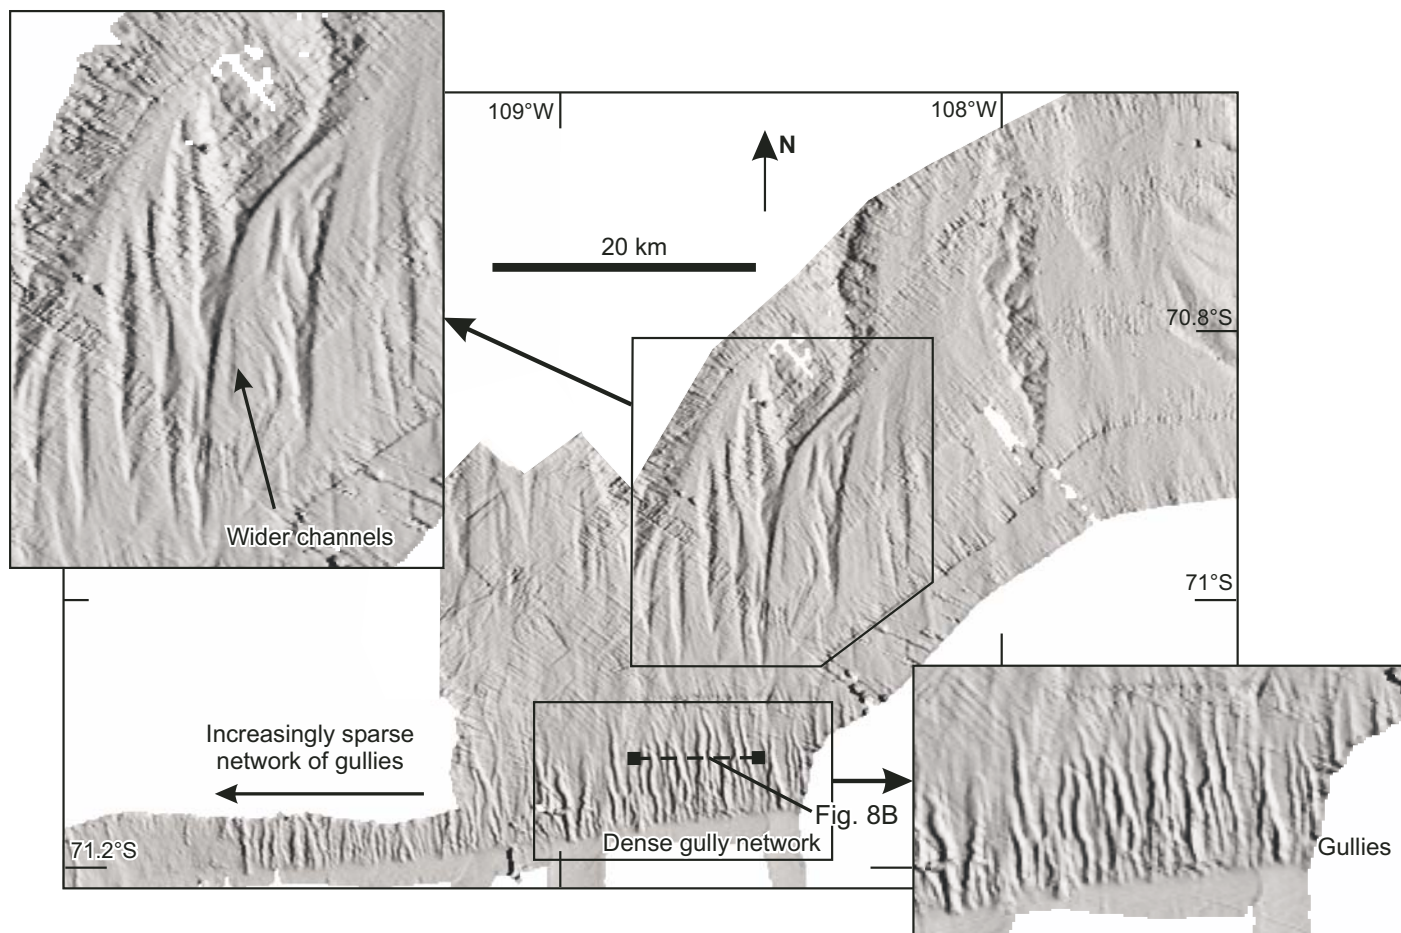 109°W
108°W
N
20 km
70.8°S
Wider channels
71°S
Increasingly sparse
network of gullies
Fig. 8B
Dense gully network
71.2°S
Gullies